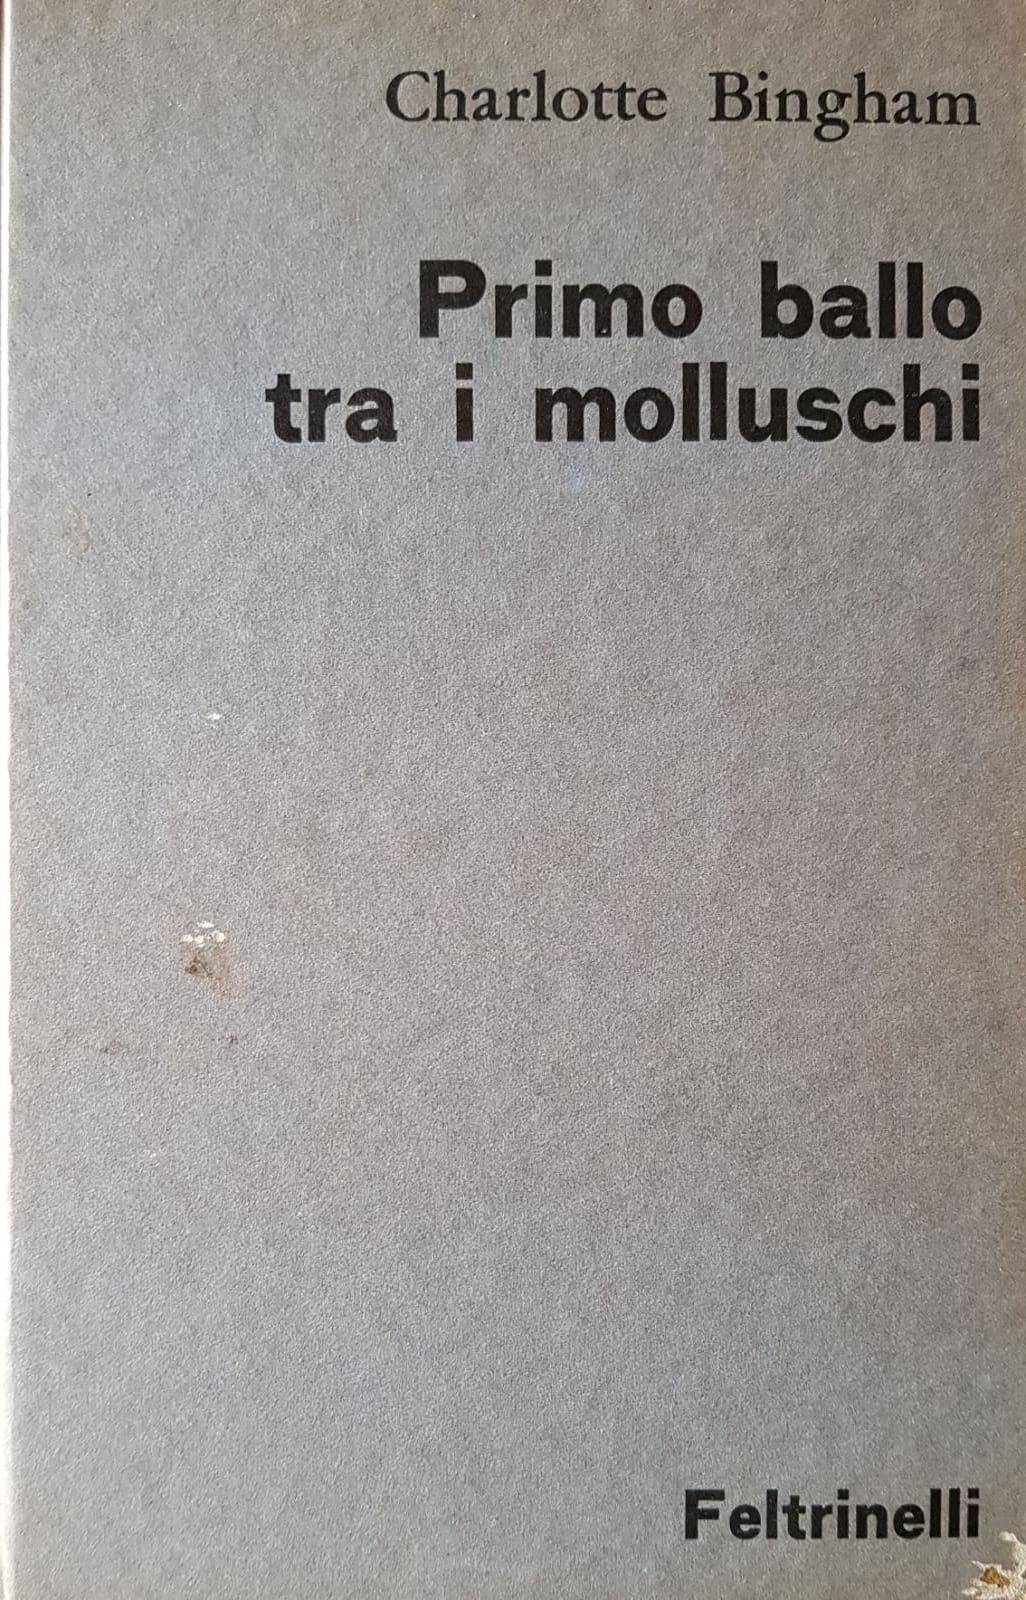 Charlotte Bingham
Primo ballo
tra i molluschi
Feltrinelli